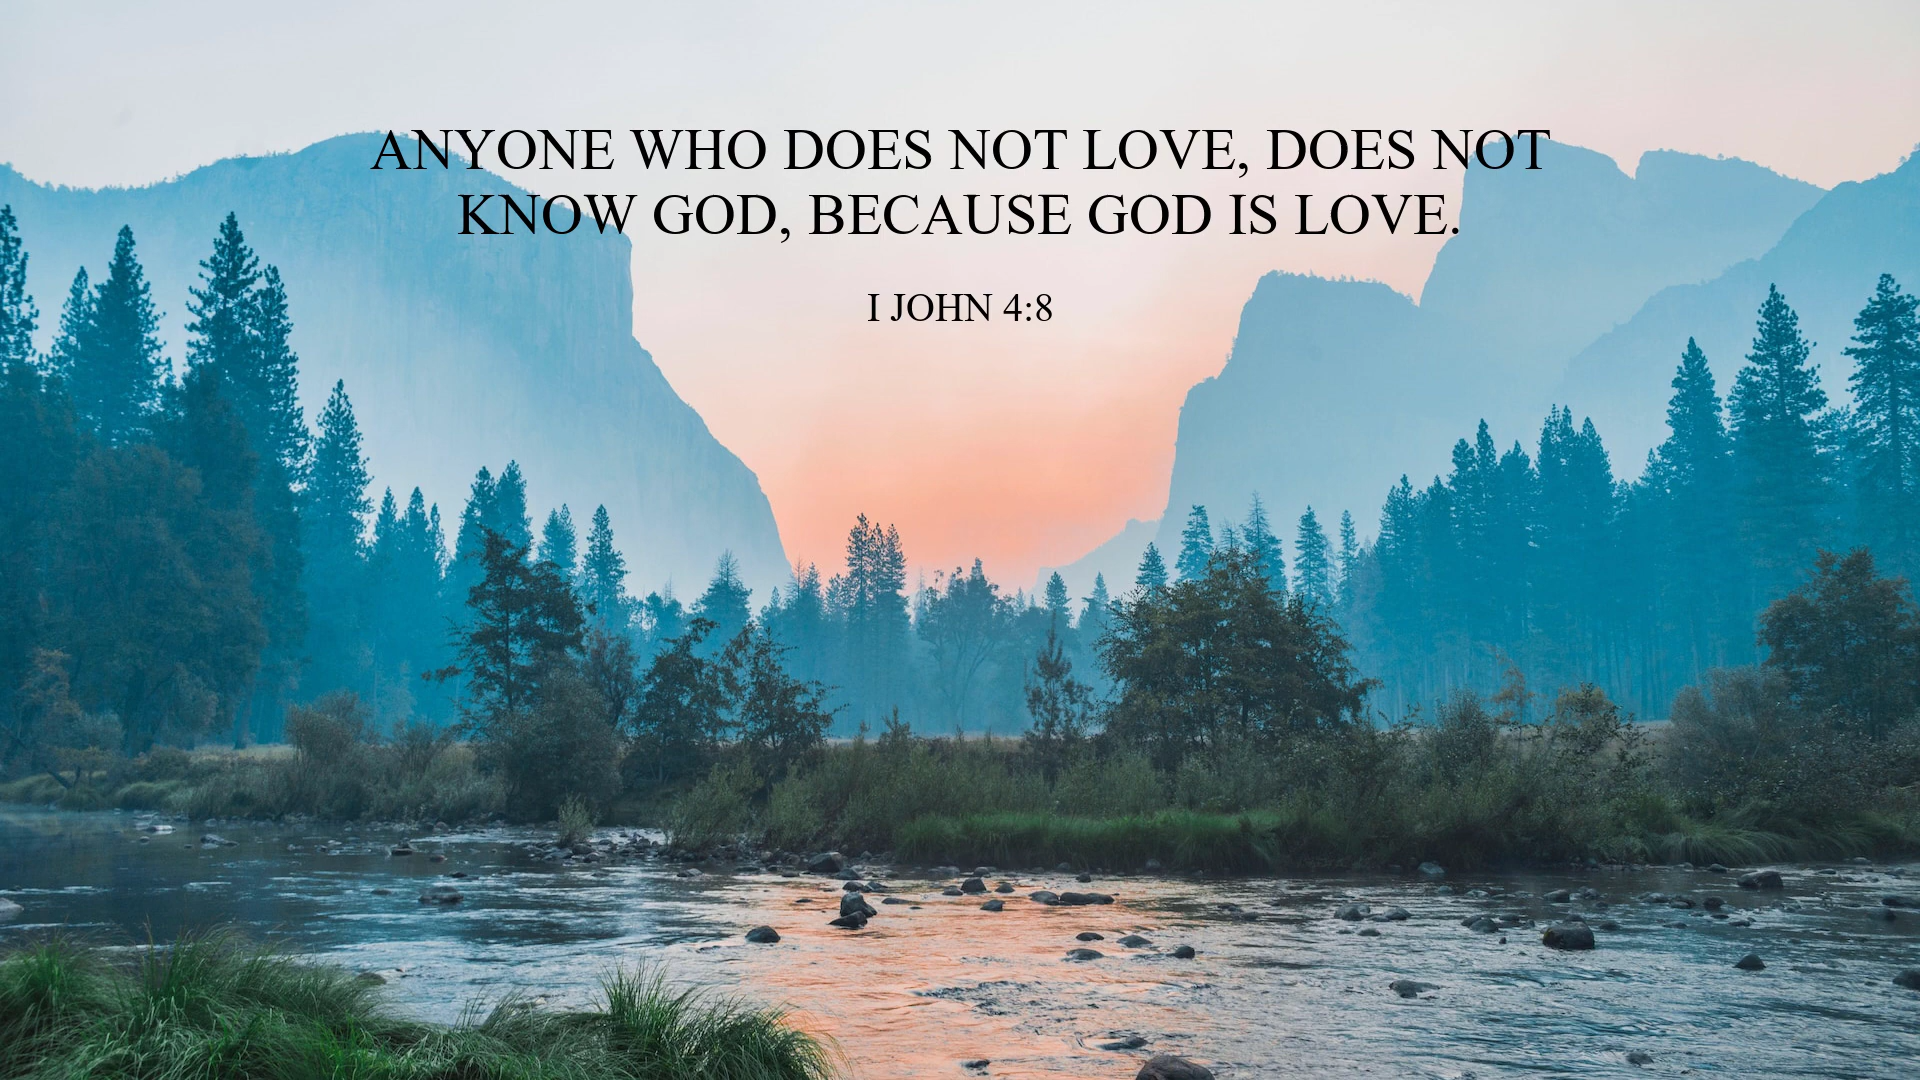 ANYONE WHO DOES NOT LOVE, DOES NOT
KNOW GOD, BECAUSE GOD IS LOVE.
I JOHN 4:8